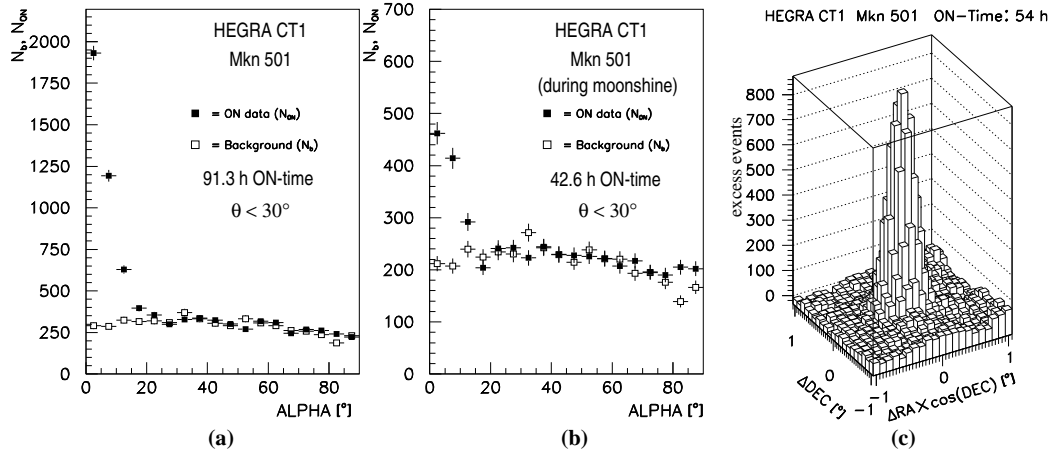 N_b, N_ON
2000
1750
1500
1250
1000
750
500
250
0
HEGRA CT1
Mkn 501
■ = ON data (N_ON)
□ = Background (N_b)
91.3 h ON-time
θ < 30°
0 20 40 60 80
ALPHA [°]
(a)
N_b, N_ON
700
600
500
400
300
200
100
0
HEGRA CT1
Mkn 501
(during moonshine)
■ = ON data (N_ON)
□ = Background (N_b)
42.6 h ON-time
θ < 30°
0 20 40 60 80
ALPHA [°]
(b)
HEGRA CT1 Mkn 501 ON-Time: 54 h
excess events
800
700
600
500
400
300
200
100
0
1
0
-1
ΔDEC [°]
-1
0
1
ΔRA X cos(DEC) [°]
(c)